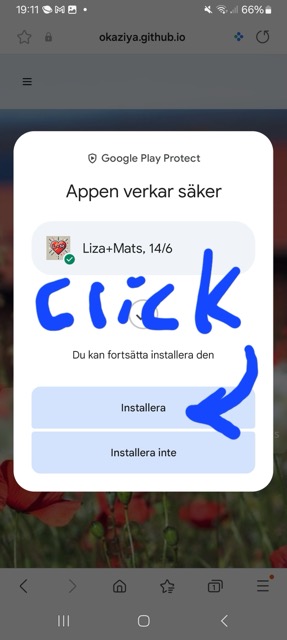 19:11
66%
okaziya.github.io
Google Play Protect
Appen verkar säker
Liza+Mats, 14/6
click
Du kan fortsätta installera den
Installera
Installera inte
1